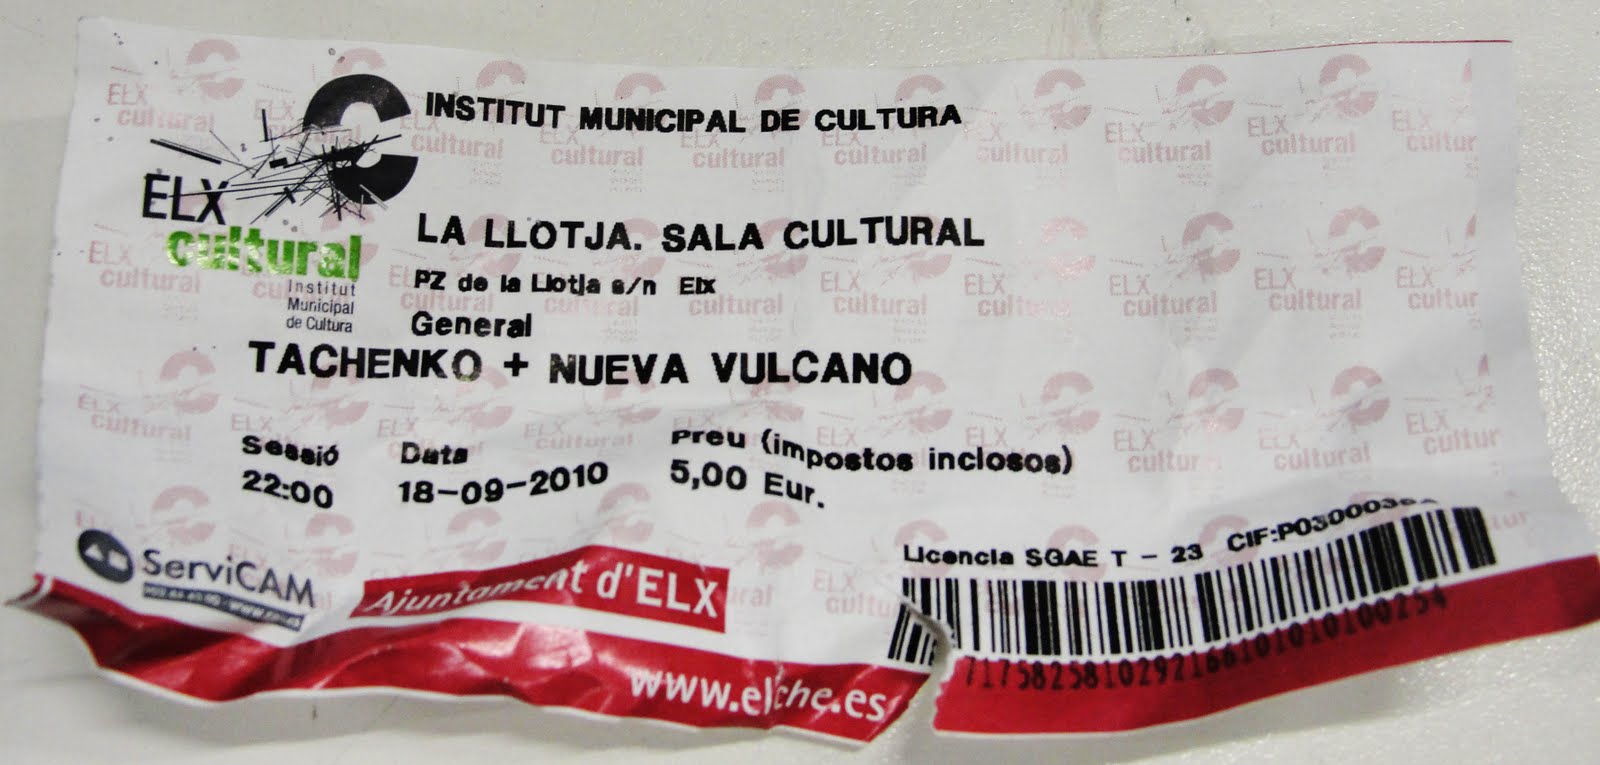 INSTITUT MUNICIPAL DE CULTURA
ELX
cultural
Institut
Municipal
de Cultura
LA LLOTJA. SALA CULTURAL
PZ de la Llotja s/n Elx
General
TACHENKO + NUEVA VULCANO
Sessió Data Preu (impostos inclosos)
22:00 18-09-2010 5,00 Eur.
ServiCAM
Ajuntament d'ELX
www.elche.es
Licencia SGAE T - 23
7175825810292166101010100254